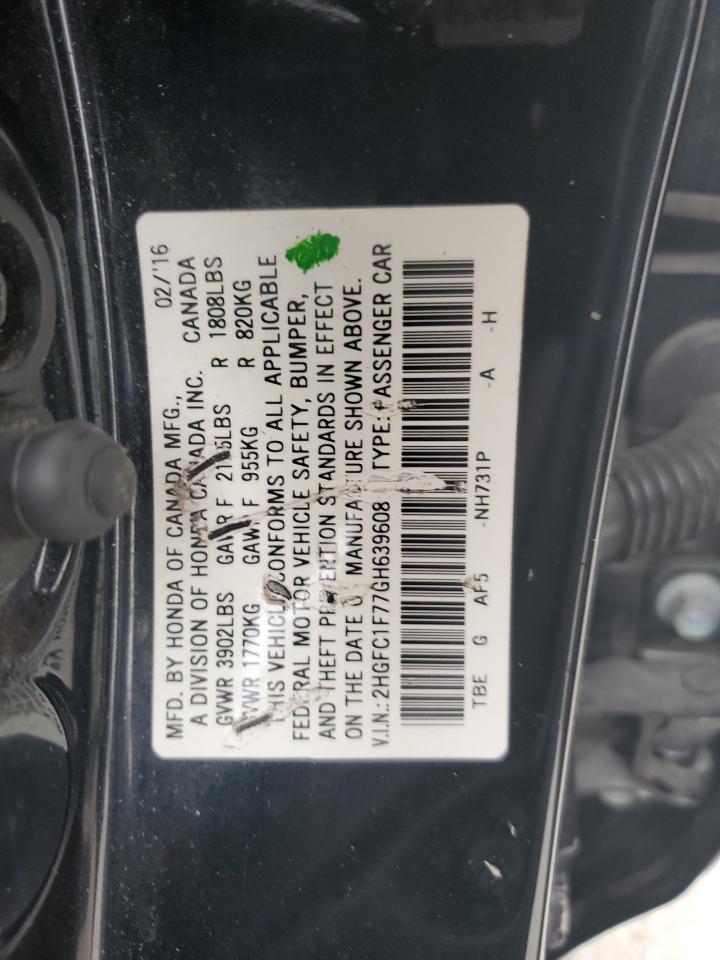 MFD. BY HONDA OF CANADA MFG., 02/'16
A DIVISION OF HONDA CANADA INC. CANADA
GVWR 3902LBS GAWR F 2105LBS R 1808LBS
GVWR 1770KG GAWR F 955KG R 820KG
THIS VEHICLE CONFORMS TO ALL APPLICABLE
FEDERAL MOTOR VEHICLE SAFETY, BUMPER,
AND THEFT PREVENTION STANDARDS IN EFFECT
ON THE DATE OF MANUFACTURE SHOWN ABOVE.
V.I.N.: 2HGFC1F77GH639608 TYPE: PASSENGER CAR
TBE G AF5 -NH731P -A -H